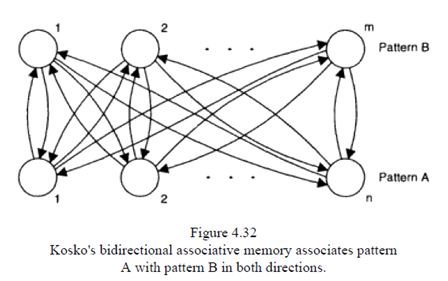 1
2
. . .
m
Pattern B
1
2
. . .
n
Pattern A
Figure 4.32
Kosko's bidirectional associative memory associates pattern
A with pattern B in both directions.